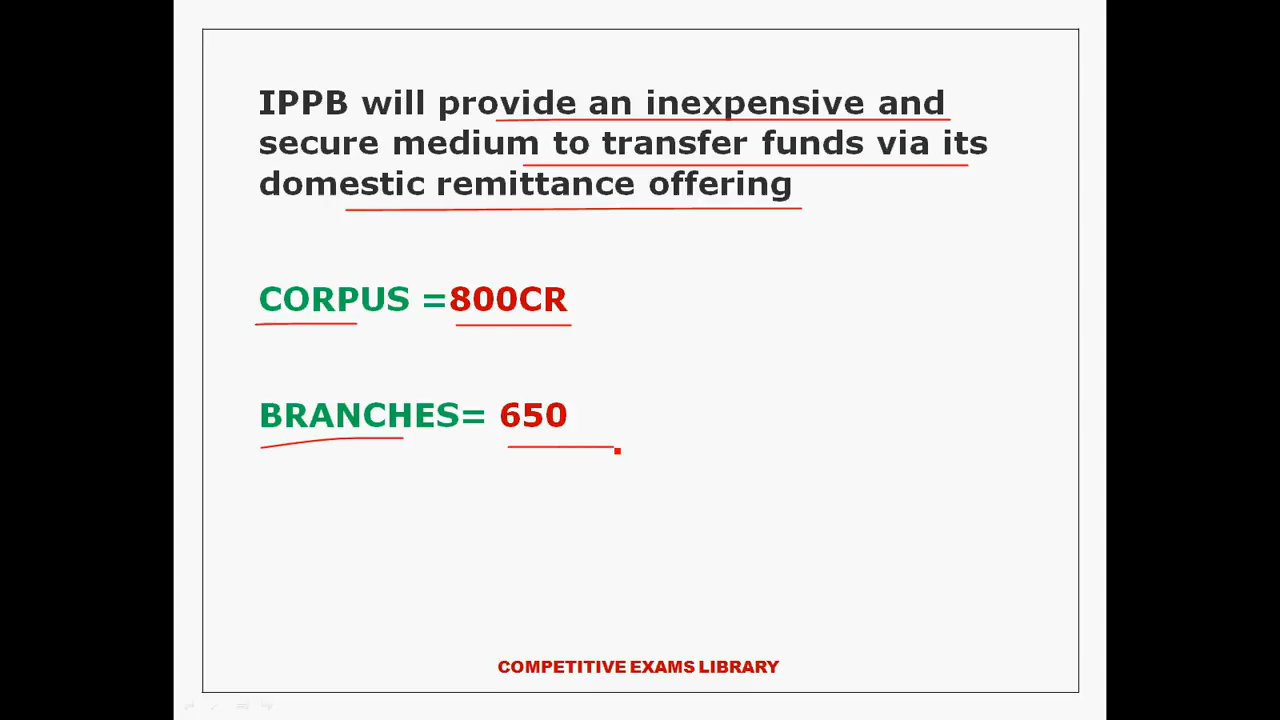 IPPB will provide an inexpensive and
secure medium to transfer funds via its
domestic remittance offering
CORPUS =800CR
BRANCHES= 650
COMPETITIVE EXAMS LIBRARY